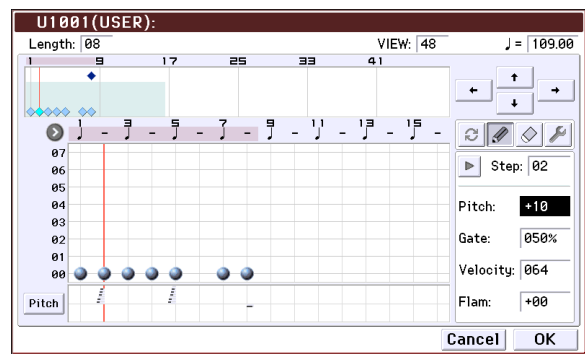 U1001(USER):
Length: 08 VIEW: 48 ♩= 109.00
1 9 17 25 33 41
1 - 3 - 5 - 7 - 9 - 11 - 13 - 15 -
07
06
05
04
03
02
01
00
Pitch
Step: 02
Pitch: +10
Gate: 050%
Velocity: 064
Flam: +00
Cancel OK